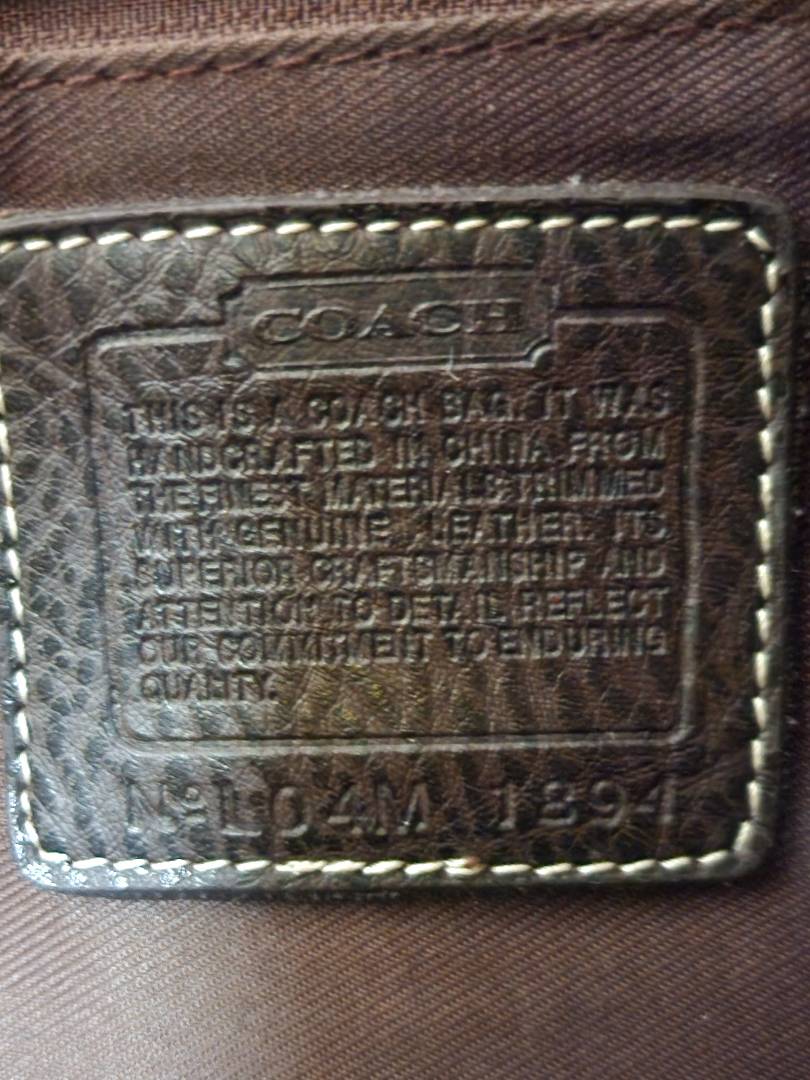 COACH
THIS IS A COACH BAG. IT WAS
HANDCRAFTED IN CHINA FROM
THE FINEST MATERIALS TRIMMED
WITH GENUINE LEATHER. ITS
SUPERIOR CRAFTSMANSHIP AND
ATTENTION TO DETAIL REFLECT
OUR COMMITMENT TO ENDURING
QUALITY.
Nº L04M-1894